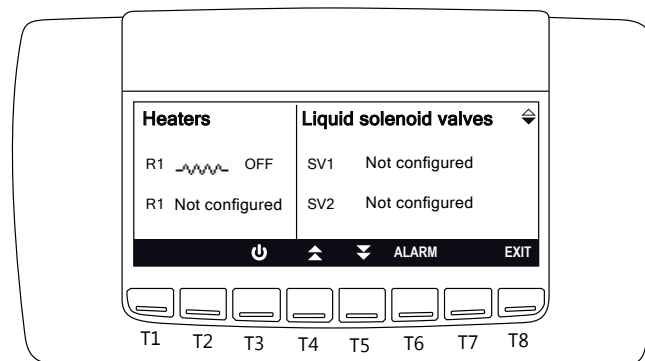 Heaters
R1 OFF
R1 Not configured
Liquid solenoid valves
SV1 Not configured
SV2 Not configured
ALARM EXIT
T1 T2 T3 T4 T5 T6 T7 T8